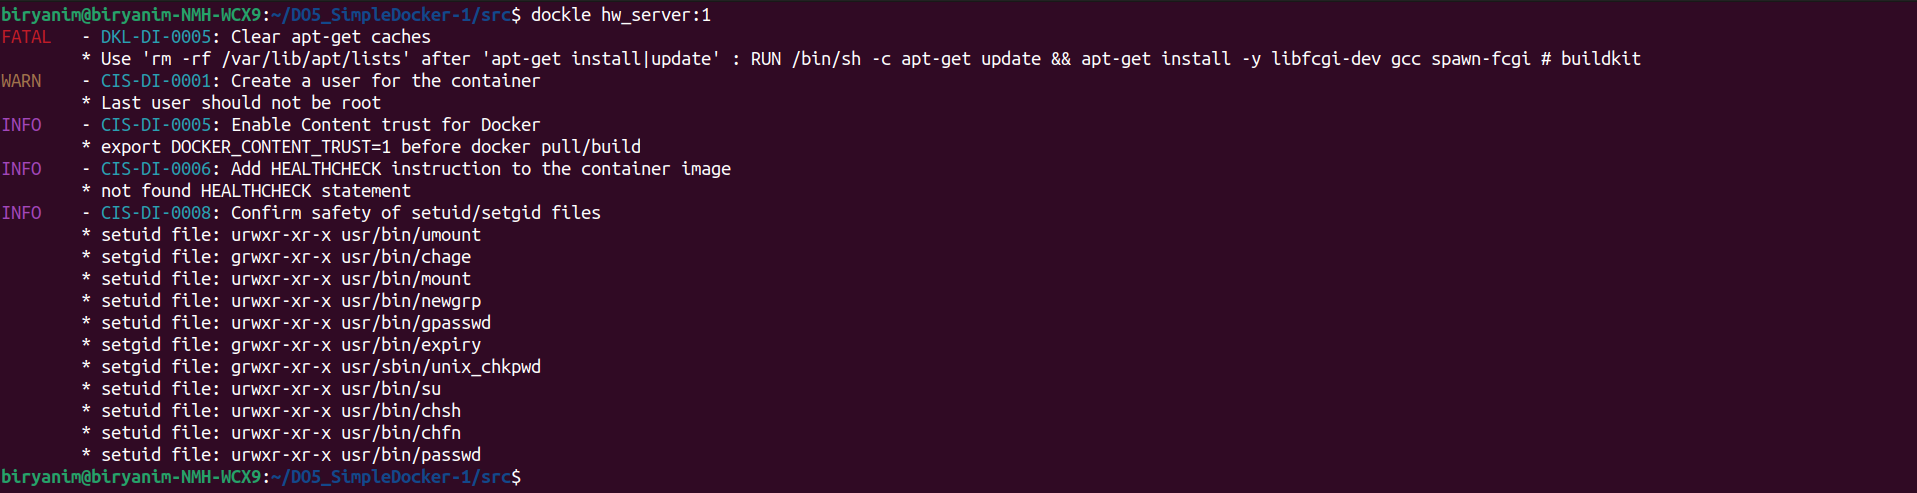 biryanim@biryanim-NMH-WCX9:~/DO5_SimpleDocker-1/src$ dockle hw_server:1
FATAL   - DKL-DI-0005: Clear apt-get caches
        * Use 'rm -rf /var/lib/apt/lists' after 'apt-get install|update' : RUN /bin/sh -c apt-get update && apt-get install -y libfcgi-dev gcc spawn-fcgi # buildkit
WARN    - CIS-DI-0001: Create a user for the container
        * Last user should not be root
INFO    - CIS-DI-0005: Enable Content trust for Docker
        * export DOCKER_CONTENT_TRUST=1 before docker pull/build
INFO    - CIS-DI-0006: Add HEALTHCHECK instruction to the container image
        * not found HEALTHCHECK statement
INFO    - CIS-DI-0008: Confirm safety of setuid/setgid files
        * setuid file: urwxr-xr-x usr/bin/umount
        * setgid file: grwxr-xr-x usr/bin/chage
        * setuid file: urwxr-xr-x usr/bin/mount
        * setuid file: urwxr-xr-x usr/bin/newgrp
        * setuid file: urwxr-xr-x usr/bin/gpasswd
        * setgid file: grwxr-xr-x usr/bin/expiry
        * setgid file: grwxr-xr-x usr/sbin/unix_chkpwd
        * setuid file: urwxr-xr-x usr/bin/su
        * setuid file: urwxr-xr-x usr/bin/chsh
        * setuid file: urwxr-xr-x usr/bin/chfn
        * setuid file: urwxr-xr-x usr/bin/passwd
biryanim@biryanim-NMH-WCX9:~/DO5_SimpleDocker-1/src$